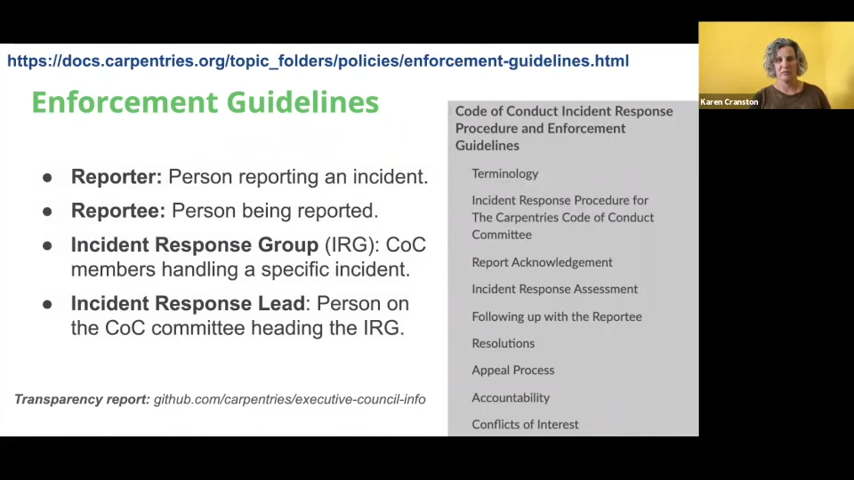 https://docs.carpentries.org/topic_folders/policies/enforcement-guidelines.html
Enforcement Guidelines
● Reporter: Person reporting an incident.
● Reportee: Person being reported.
● Incident Response Group (IRG): CoC
members handling a specific incident.
● Incident Response Lead: Person on
the CoC committee heading the IRG.
Transparency report: github.com/carpentries/executive-council-info
Code of Conduct Incident Response
Procedure and Enforcement
Guidelines
Terminology
Incident Response Procedure for
The Carpentries Code of Conduct
Committee
Report Acknowledgement
Incident Response Assessment
Following up with the Reportee
Resolutions
Appeal Process
Accountability
Conflicts of Interest
Karen Cranston